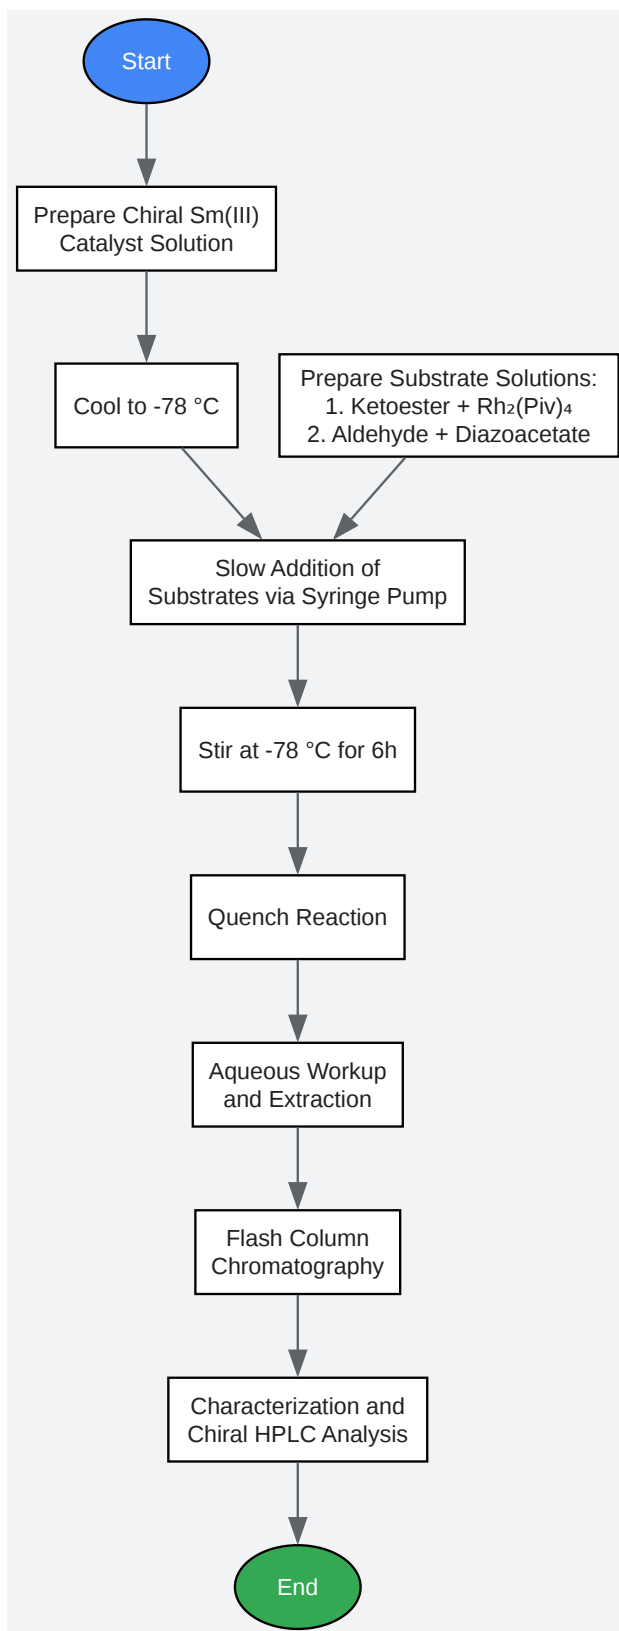 Start
Prepare Chiral Sm(III)
Catalyst Solution
Cool to -78 °C
Prepare Substrate Solutions:
1. Ketoester + Rh₂(Piv)₄
2. Aldehyde + Diazoacetate
Slow Addition of
Substrates via Syringe Pump
Stir at -78 °C for 6h
Quench Reaction
Aqueous Workup
and Extraction
Flash Column
Chromatography
Characterization and
Chiral HPLC Analysis
End